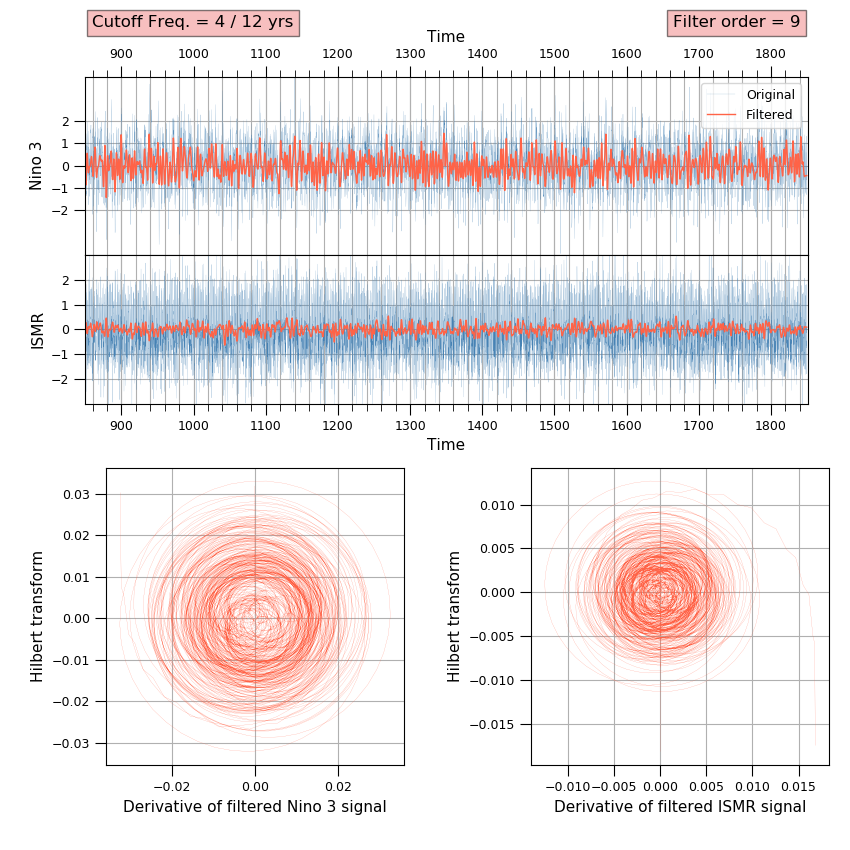 Cutoff Freq. = 4 / 12 yrs
Filter order = 9
Time
900 1000 1100 1200 1300 1400 1500 1600 1700 1800
Original
Filtered
Nino 3
2
1
0
−1
−2
ISMR
2
1
0
−1
−2
900 1000 1100 1200 1300 1400 1500 1600 1700 1800
Time
Hilbert transform
0.03
0.02
0.01
0.00
−0.01
−0.02
−0.03
−0.02 0.00 0.02
Derivative of filtered Nino 3 signal
Hilbert transform
0.010
0.005
0.000
−0.005
−0.010
−0.015
−0.010 −0.005 0.000 0.005 0.010 0.015
Derivative of filtered ISMR signal